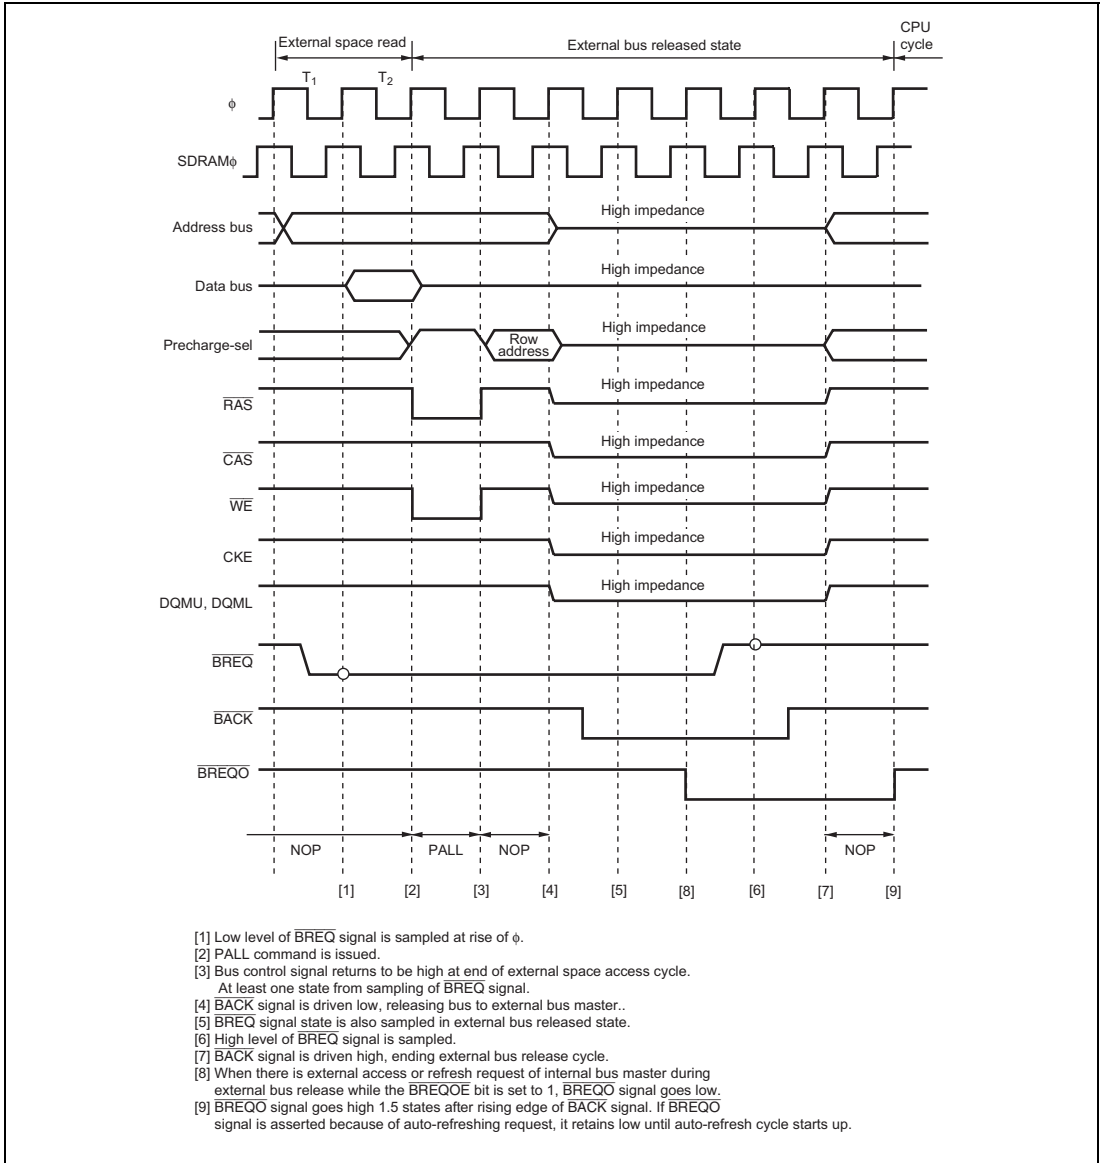 External space read
External bus released state
CPU
cycle
T1
T2
ϕ
SDRAMϕ
Address bus
High impedance
Data bus
High impedance
Precharge-sel
Row
address
High impedance
RAS
High impedance
CAS
High impedance
WE
High impedance
CKE
High impedance
DQMU, DQML
High impedance
BREQ
BACK
BREQO
NOP
PALL
NOP
NOP
[1]
[2]
[3]
[4]
[5]
[8]
[6]
[7]
[9]
[1] Low level of BREQ signal is sampled at rise of ϕ.
[2] PALL command is issued.
[3] Bus control signal returns to be high at end of external space access cycle.
At least one state from sampling of BREQ signal.
[4] BACK signal is driven low, releasing bus to external bus master..
[5] BREQ signal state is also sampled in external bus released state.
[6] High level of BREQ signal is sampled.
[7] BACK signal is driven high, ending external bus release cycle.
[8] When there is external access or refresh request of internal bus master during
external bus release while the BREQOE bit is set to 1, BREQO signal goes low.
[9] BREQO signal goes high 1.5 states after rising edge of BACK signal. If BREQO
signal is asserted because of auto-refreshing request, it retains low until auto-refresh cycle starts up.